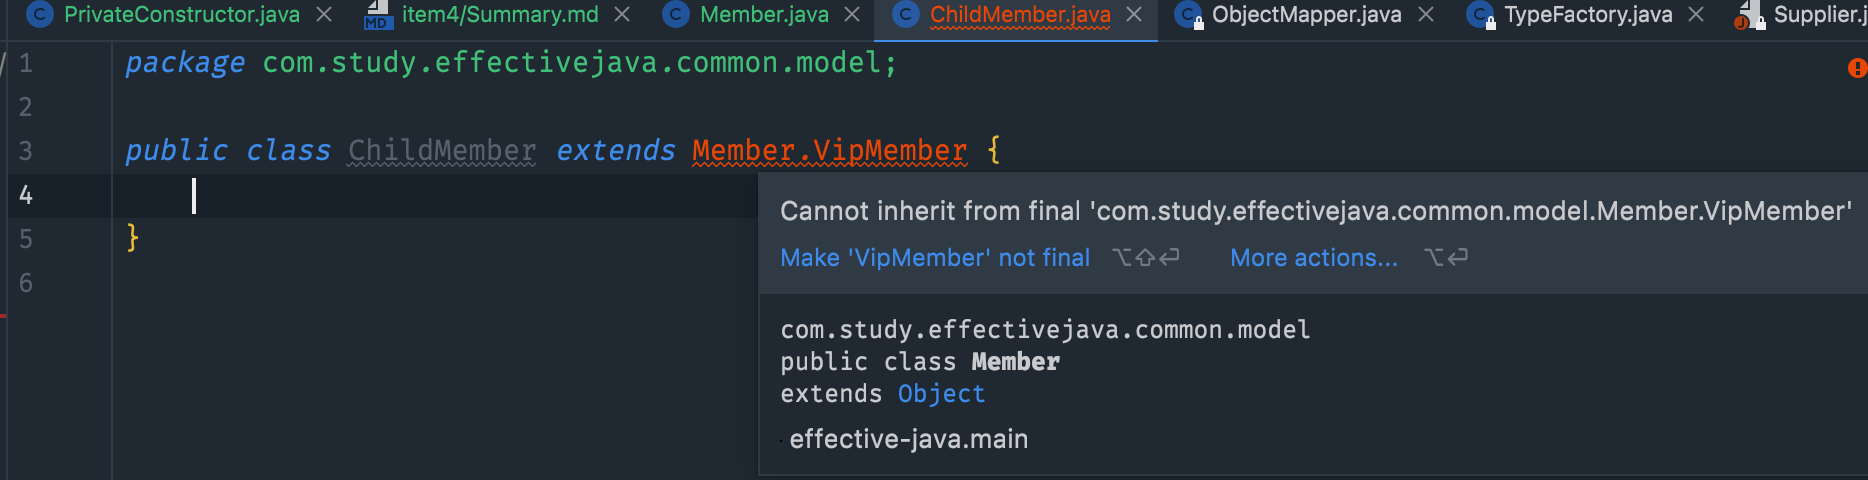 PrivateConstructor.java item4/Summary.md Member.java ChildMember.java ObjectMapper.java TypeFactory.java Supplier.j
1 package com.study.effectivejava.common.model;
2
3 public class ChildMember extends Member.VipMember {
4
5 }
6
Cannot inherit from final 'com.study.effectivejava.common.model.Member.VipMember'
Make 'VipMember' not final ⌥⇧⏎ More actions... ⌥⏎
com.study.effectivejava.common.model
public class Member
extends Object
effective-java.main